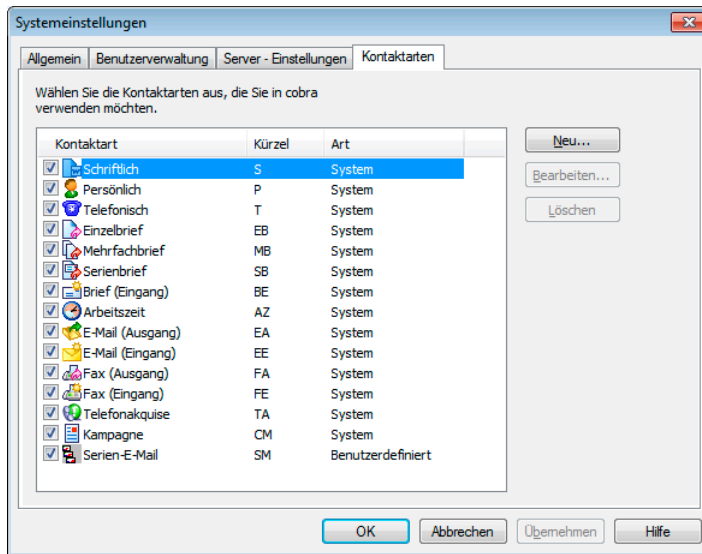 Systemeinstellungen
Allgemein Benutzerverwaltung Server - Einstellungen Kontaktarten
Wählen Sie die Kontaktarten aus, die Sie in cobra
verwenden möchten.
Kontaktart Kürzel Art
Schriftlich S System
Persönlich P System
Telefonisch T System
Einzelbrief EB System
Mehrfachbrief MB System
Serienbrief SB System
Brief (Eingang) BE System
Arbeitszeit AZ System
E-Mail (Ausgang) EA System
E-Mail (Eingang) EE System
Fax (Ausgang) FA System
Fax (Eingang) FE System
Telefonakquise TA System
Kampagne CM System
Serien-E-Mail SM Benutzerdefiniert
Neu...
Bearbeiten...
Löschen
OK Abbrechen Übernehmen Hilfe